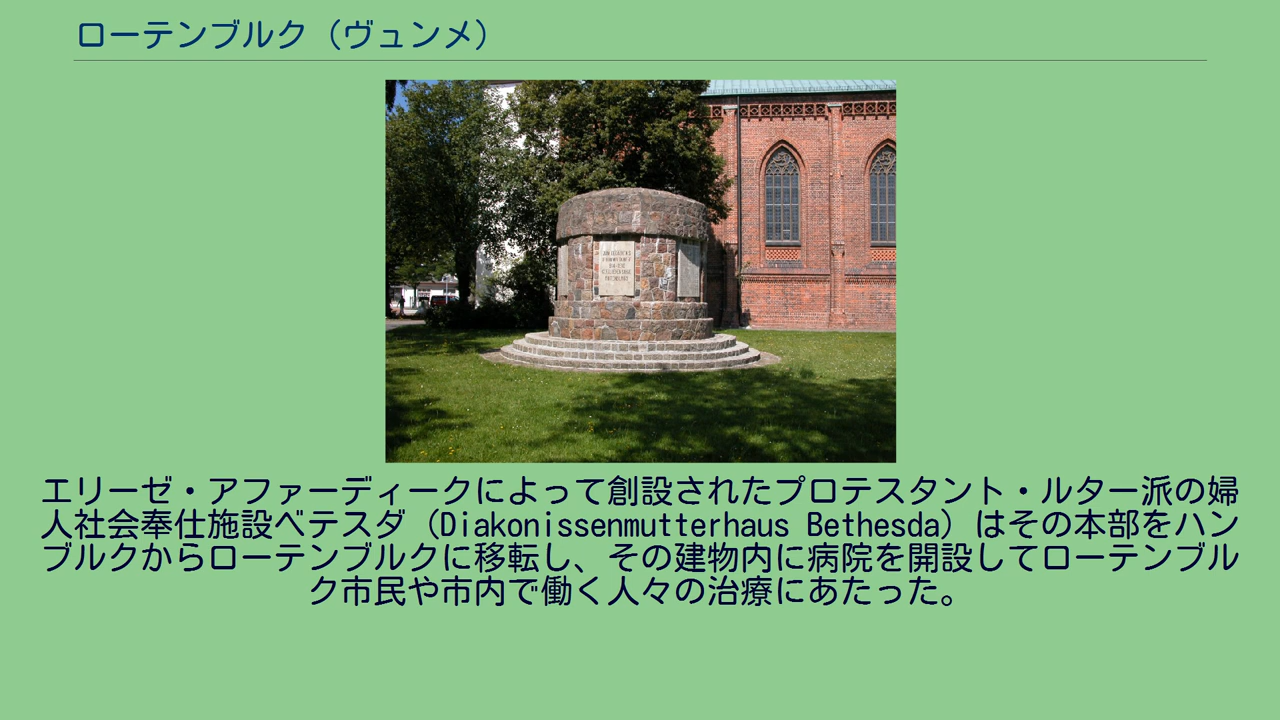 ローテンブルク（ヴュンメ）
エリーゼ・アファーディークによって創設されたプロテスタント・ルター派の婦
人社会奉仕施設ベテスダ（Diakonissenmutterhaus Bethesda）はその本部をハン
ブルクからローテンブルクに移転し、その建物内に病院を開設してローテンブル
ク市民や市内で働く人々の治療にあたった。